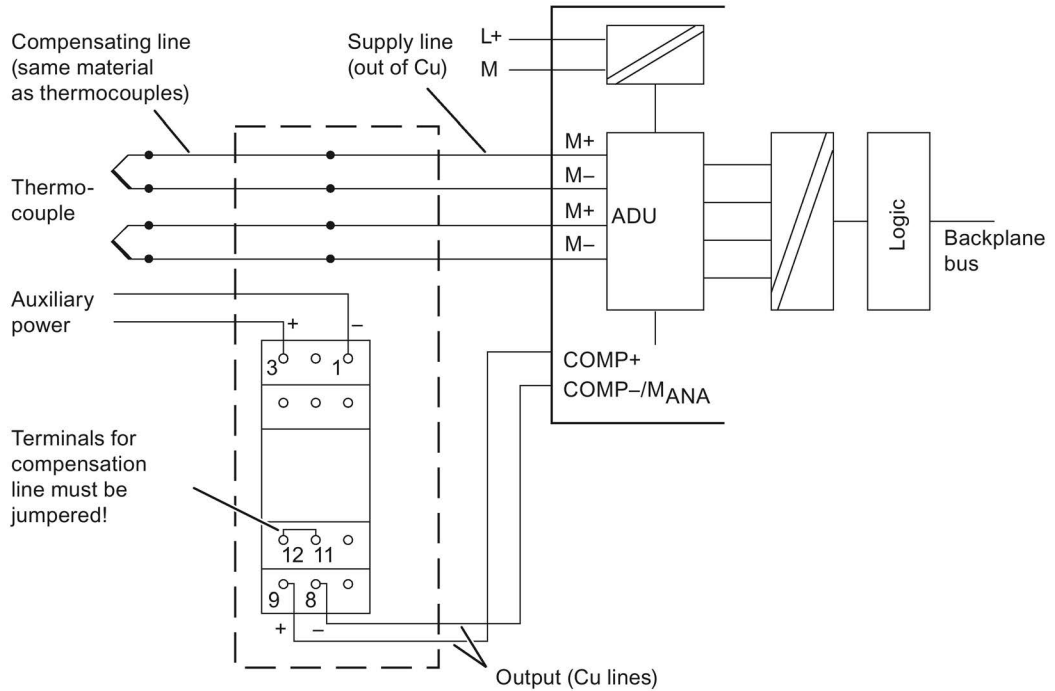 Compensating line
(same material
as thermocouples)
Supply line
(out of Cu)
L+
M
M+
M–
M+
M–
ADU
Logic
Backplane
bus
Thermo-
couple
Auxiliary
power
+ –
3 1
COMP+
COMP–/MANA
Terminals for
compensation
line must be
jumpered!
12 11
9 8
+ –
Output (Cu lines)